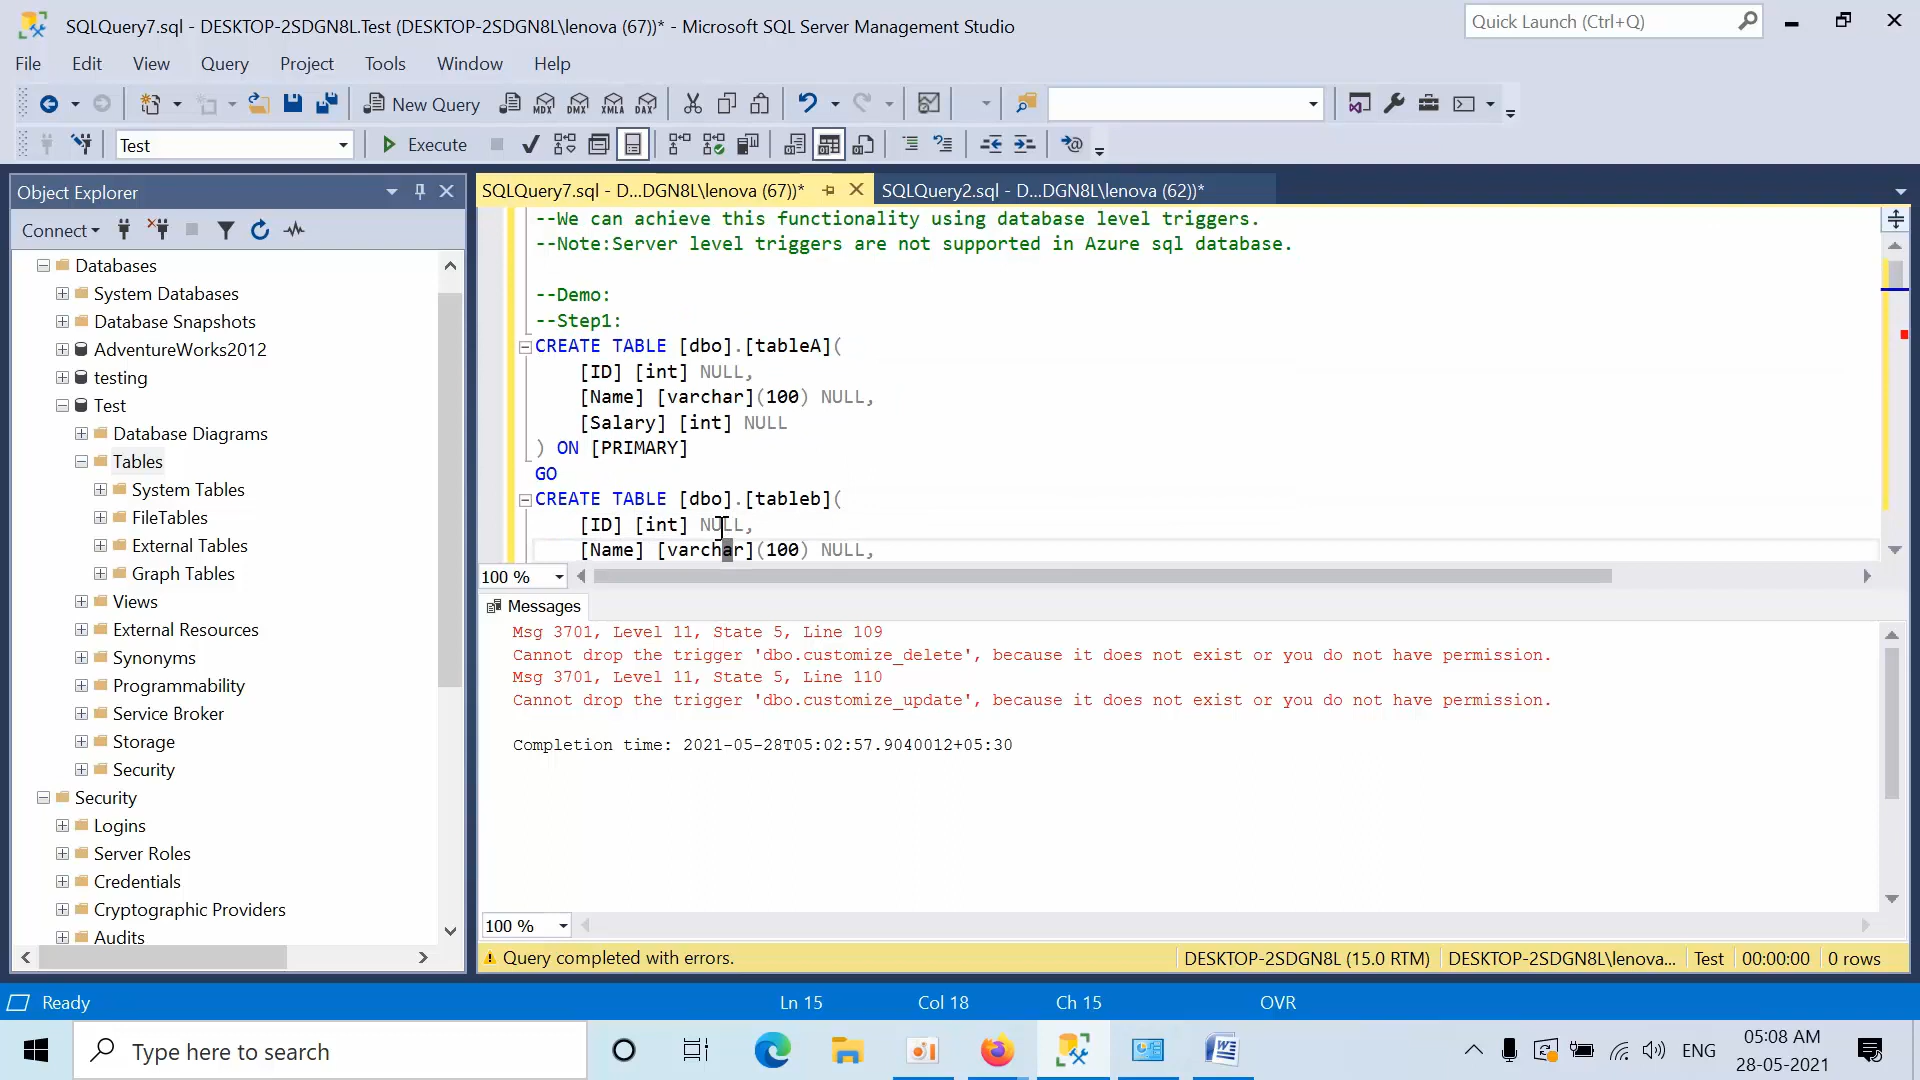 SQLQuery7.sql - DESKTOP-2SDGN8L.Test (DESKTOP-2SDGN8L\lenova (67))* - Microsoft SQL Server Management Studio
Quick Launch (Ctrl+Q)
File Edit View Query Project Tools Window Help
New Query MDX DMX XMLA DAX
Test Execute
Object Explorer
SQLQuery7.sql - D...DGN8L\lenova (67))* SQLQuery2.sql - D...DGN8L\lenova (62))*
Connect
Databases
System Databases
Database Snapshots
AdventureWorks2012
testing
Test
Database Diagrams
Tables
System Tables
FileTables
External Tables
Graph Tables
Views
External Resources
Synonyms
Programmability
Service Broker
Storage
Security
Security
Logins
Server Roles
Credentials
Cryptographic Providers
Audits
--We can achieve this functionality using database level triggers.
--Note:Server level triggers are not supported in Azure sql database.
--Demo:
--Step1:
CREATE TABLE [dbo].[tableA](
[ID] [int] NULL,
[Name] [varchar](100) NULL,
[Salary] [int] NULL
) ON [PRIMARY]
GO
CREATE TABLE [dbo].[tableb](
[ID] [int] NULL,
[Name] [varchar](100) NULL,
100 %
Messages
Msg 3701, Level 11, State 5, Line 109
Cannot drop the trigger 'dbo.customize_delete', because it does not exist or you do not have permission.
Msg 3701, Level 11, State 5, Line 110
Cannot drop the trigger 'dbo.customize_update', because it does not exist or you do not have permission.
Completion time: 2021-05-28T05:02:57.9040012+05:30
100 %
Query completed with errors. DESKTOP-2SDGN8L (15.0 RTM) DESKTOP-2SDGN8L\lenova... Test 00:00:00 0 rows
Ready Ln 15 Col 18 Ch 15 OVR
Type here to search
ENG
05:08 AM
28-05-2021